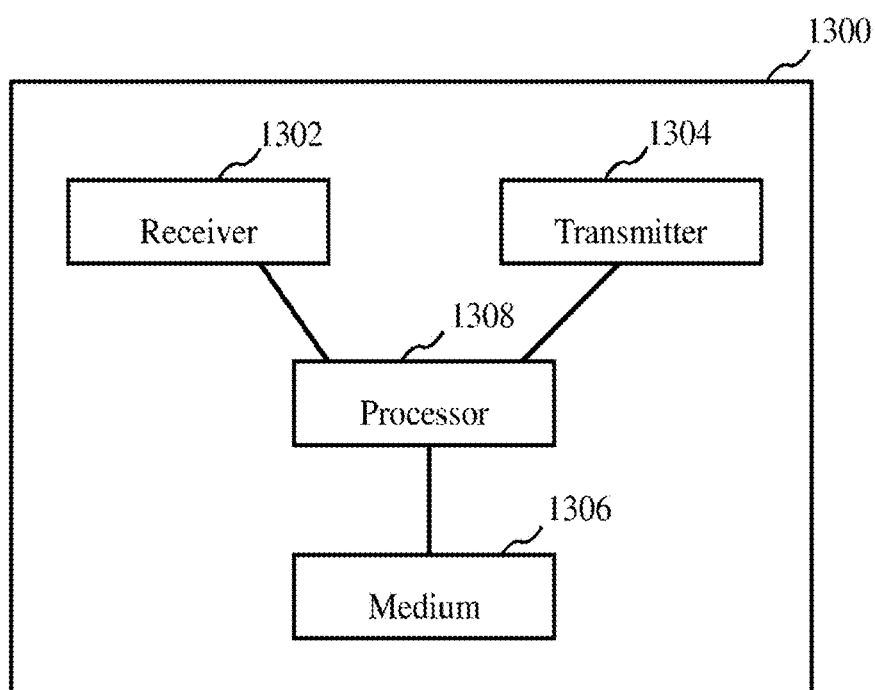 1300
1302
1304
Receiver
Transmitter
1308
Processor
1306
Medium